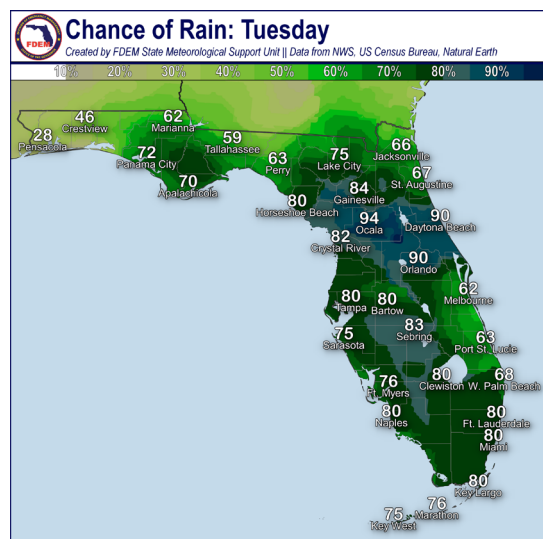 FDEM
Chance of Rain: Tuesday
Created by FDEM State Meteorological Support Unit || Data from NWS, US Census Bureau, Natural Earth
10% 20% 30% 40% 50% 60% 70% 80% 90%
46
Crestview
62
Marianna
28
Pensacola
59
Tallahassee
66
Jacksonville
72
Panama City
63
Perry
75
Lake City
67
St. Augustine
70
Apalachicola
84
Gainesville
80
Horseshoe Beach
94
Ocala
90
Daytona Beach
82
Crystal River
90
Orlando
62
Melbourne
80
Tampa
80
Bartow
83
Sebring
75
Sarasota
63
Port St. Lucie
76
Ft. Myers
80
Clewiston
68
W. Palm Beach
80
Naples
80
Ft. Lauderdale
80
Miami
80
Key Largo
76
Marathon
75
Key West